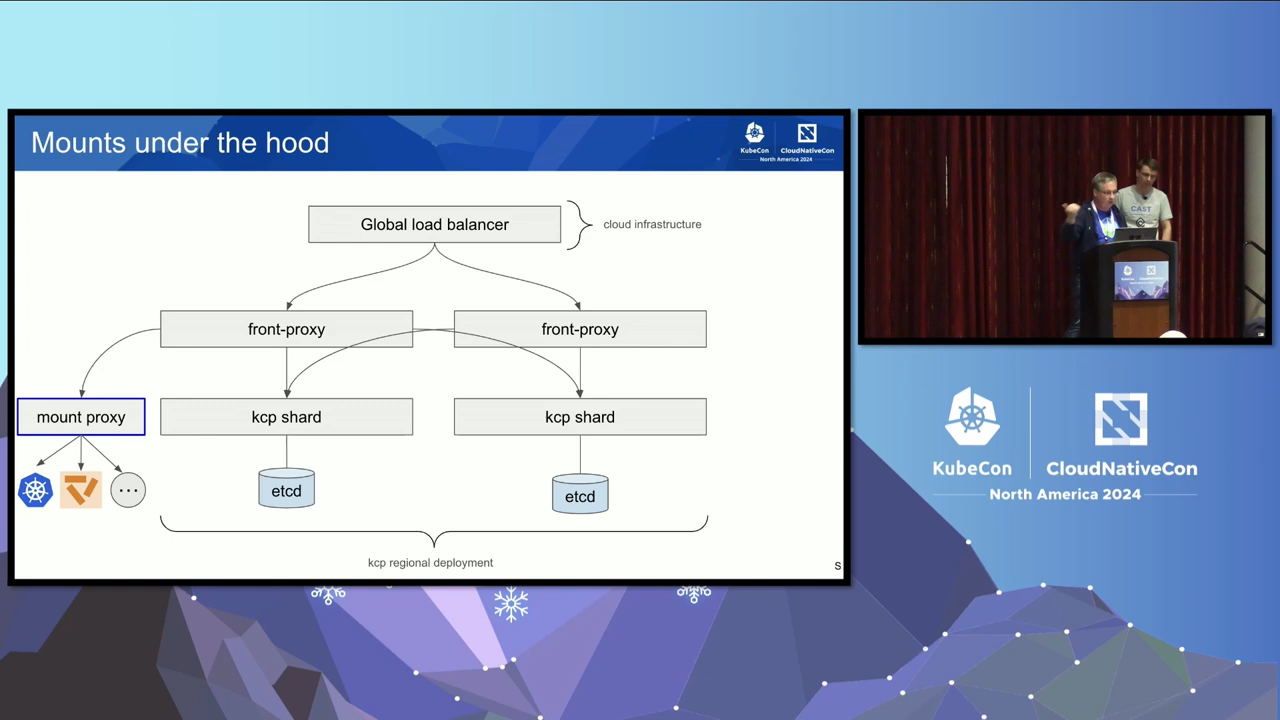 Mounts under the hood
KubeCon
CloudNativeCon
North America 2024
Global load balancer
cloud infrastructure
front-proxy
front-proxy
mount proxy
kcp shard
kcp shard
etcd
etcd
kcp regional deployment
S
CAST
KubeCon
CloudNativeCon
North America 2024